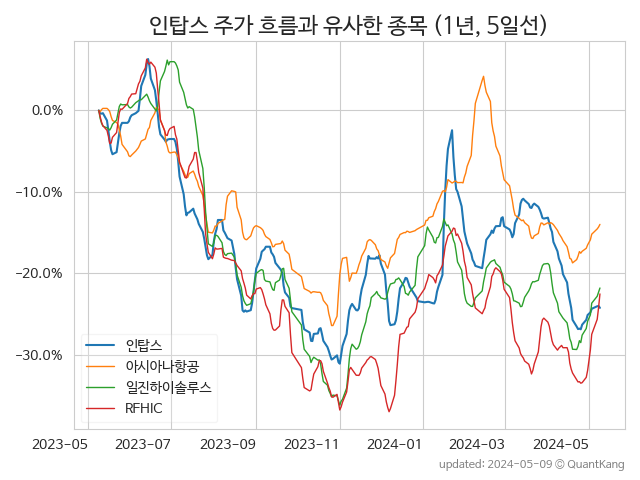 인탑스 주가 흐름과 유사한 종목 (1년, 5일선)
0.0%
−10.0%
−20.0%
−30.0%
인탑스
아시아나항공
일진하이솔루스
RFHIC
2023-05 2023-07 2023-09 2023-11 2024-01 2024-03 2024-05
updated: 2024-05-09 © QuantKang